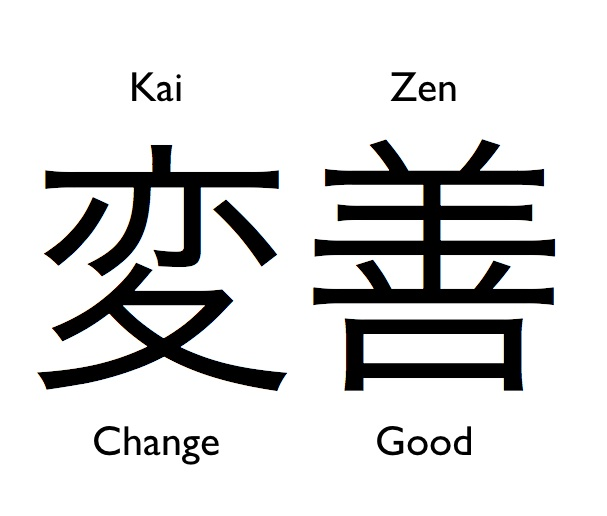 Kai Zen
変善
Change Good